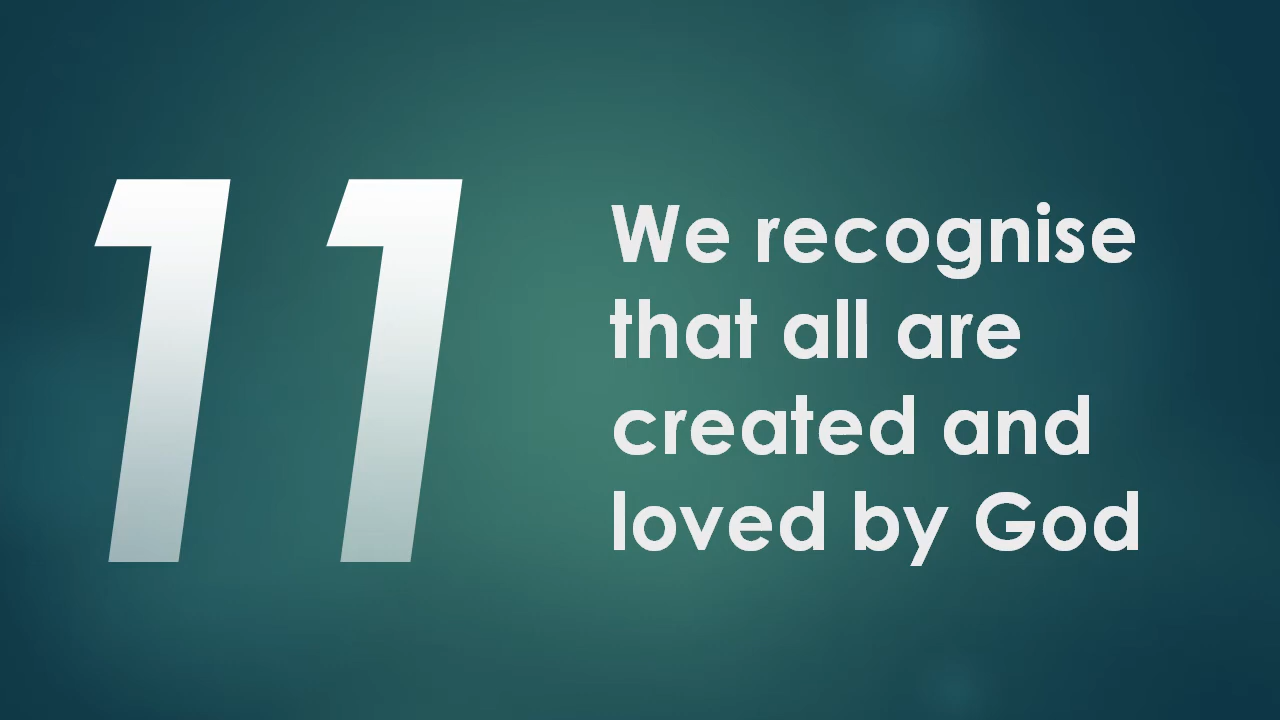 11
We recognise
that all are
created and
loved by God